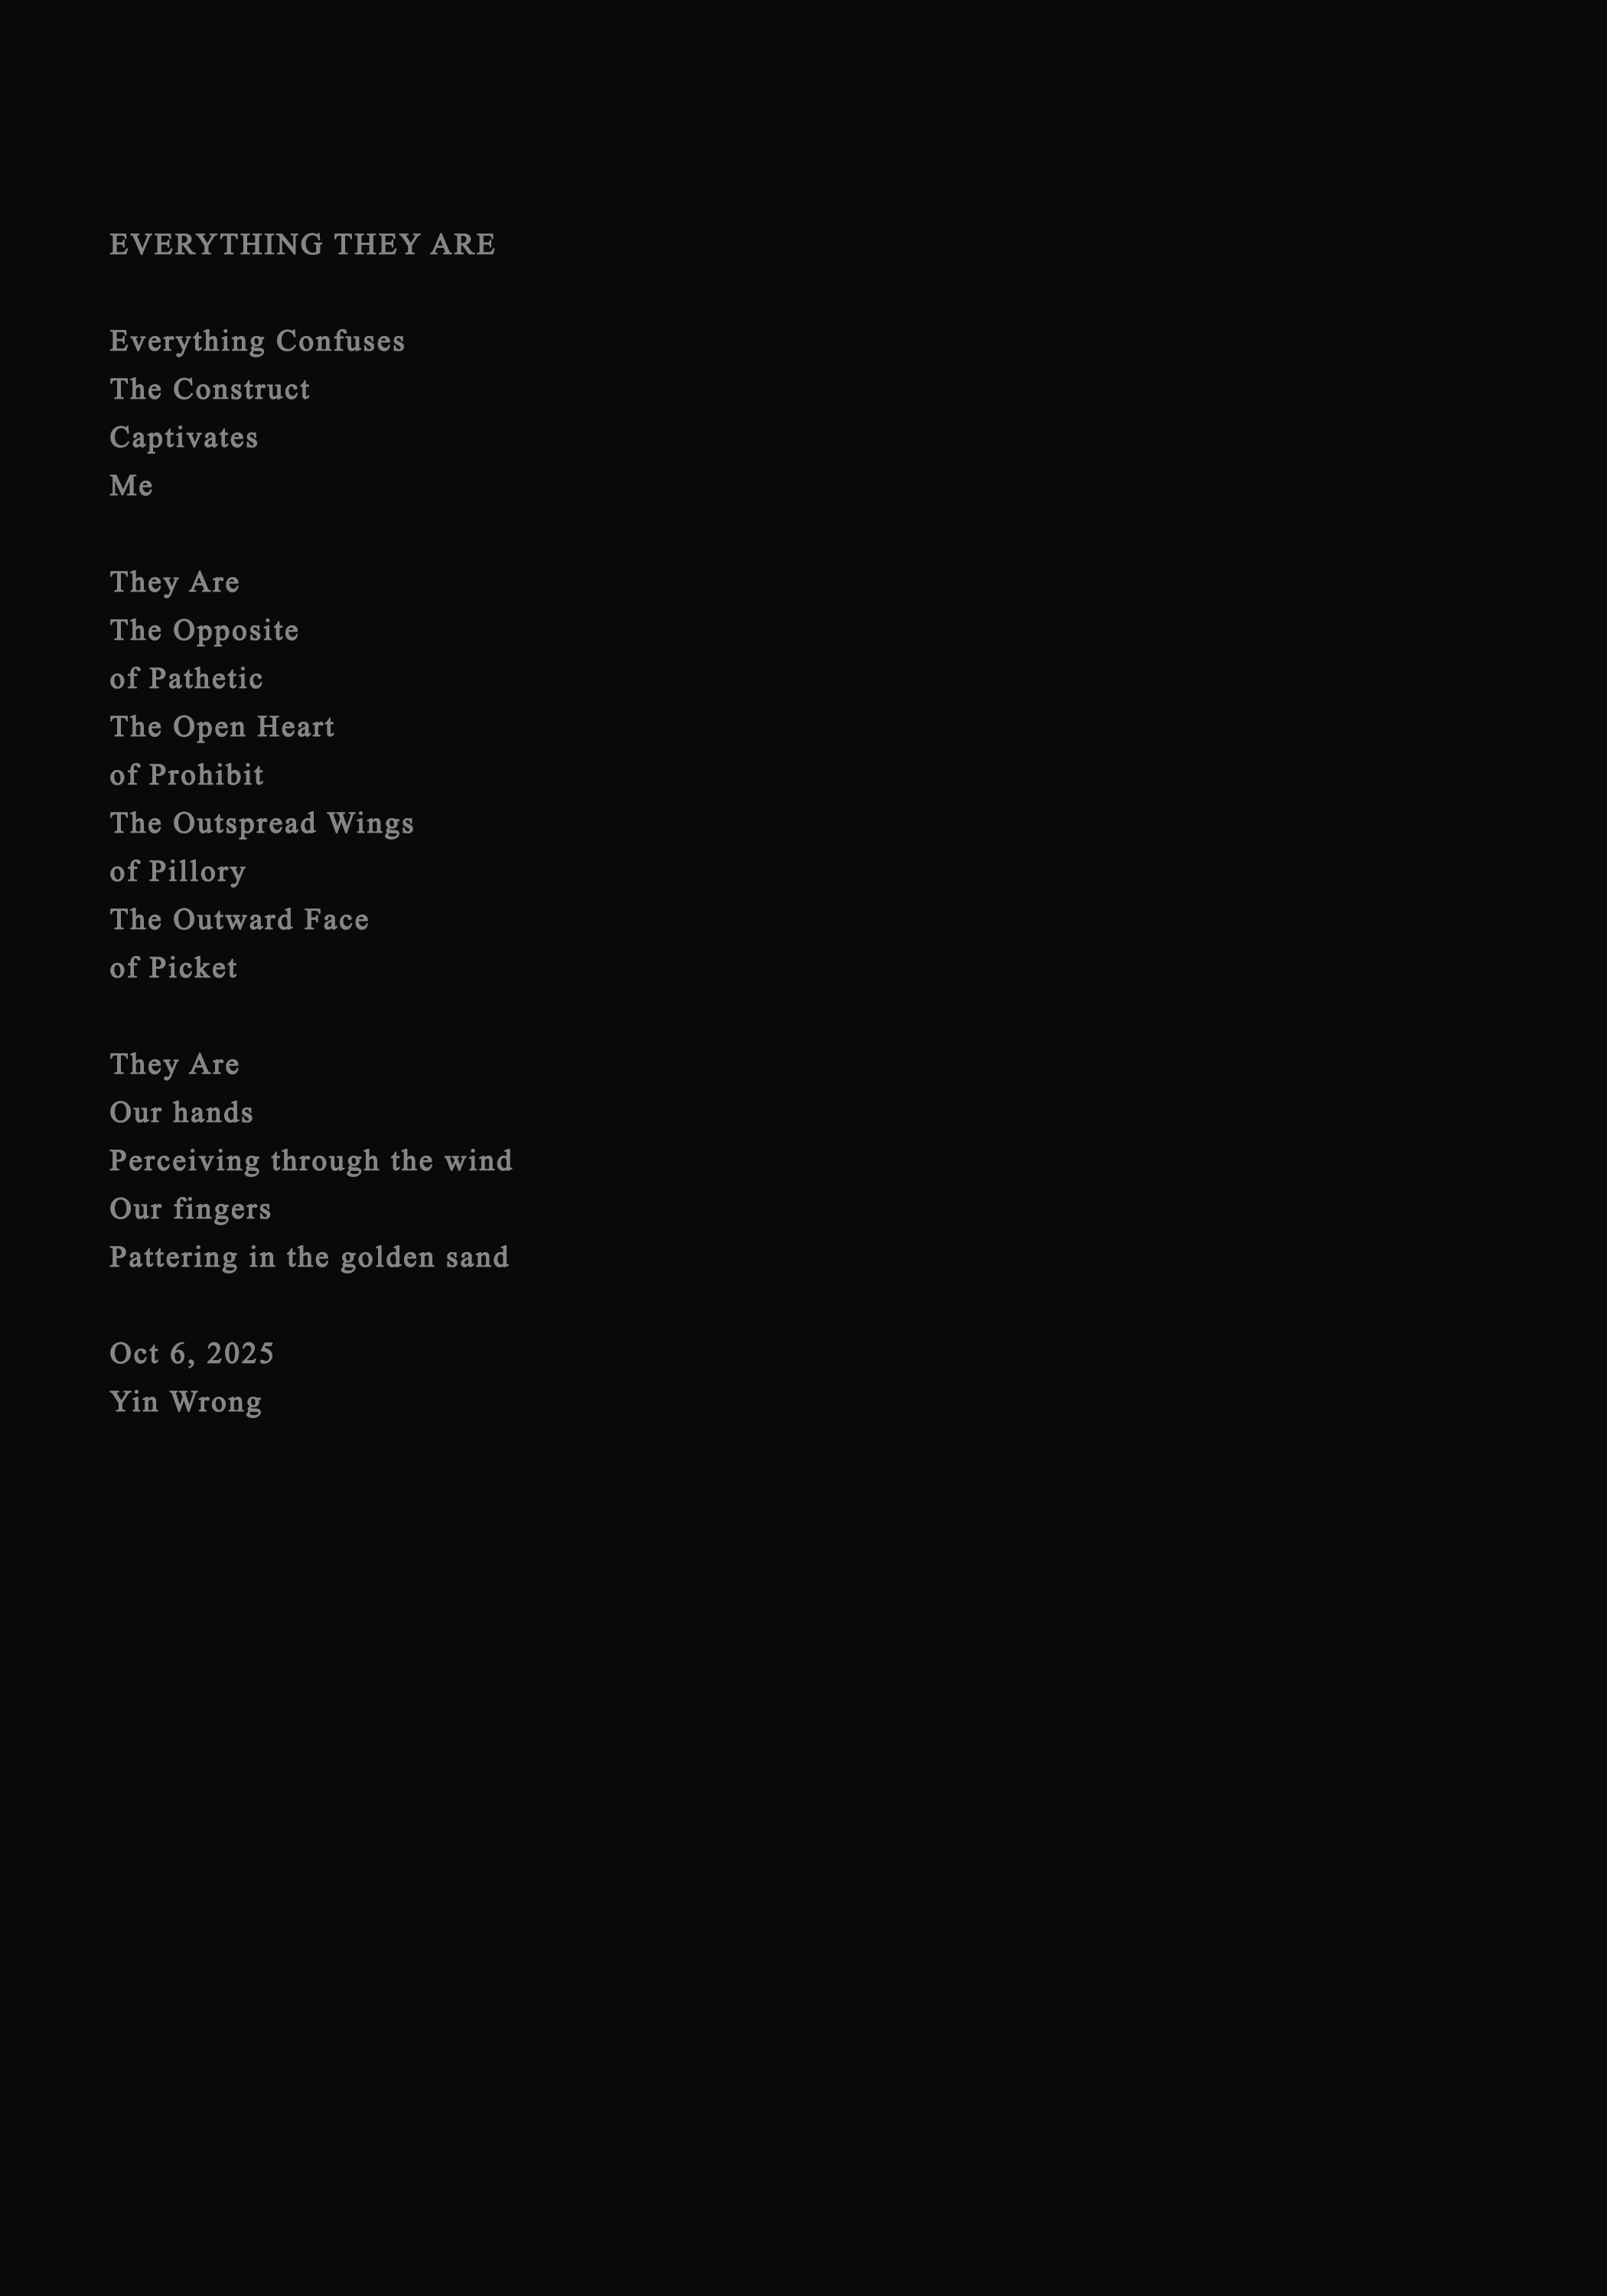 EVERYTHING THEY ARE
Everything Confuses
The Construct
Captivates
Me
They Are
The Opposite
of Pathetic
The Open Heart
of Prohibit
The Outspread Wings
of Pillory
The Outward Face
of Picket
They Are
Our hands
Perceiving through the wind
Our fingers
Pattering in the golden sand
Oct 6, 2025
Yin Wrong